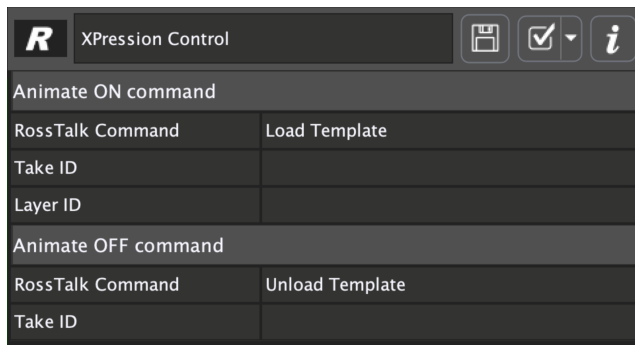 R XPression Control i
Animate ON command
RossTalk Command Load Template
Take ID
Layer ID
Animate OFF command
RossTalk Command Unload Template
Take ID